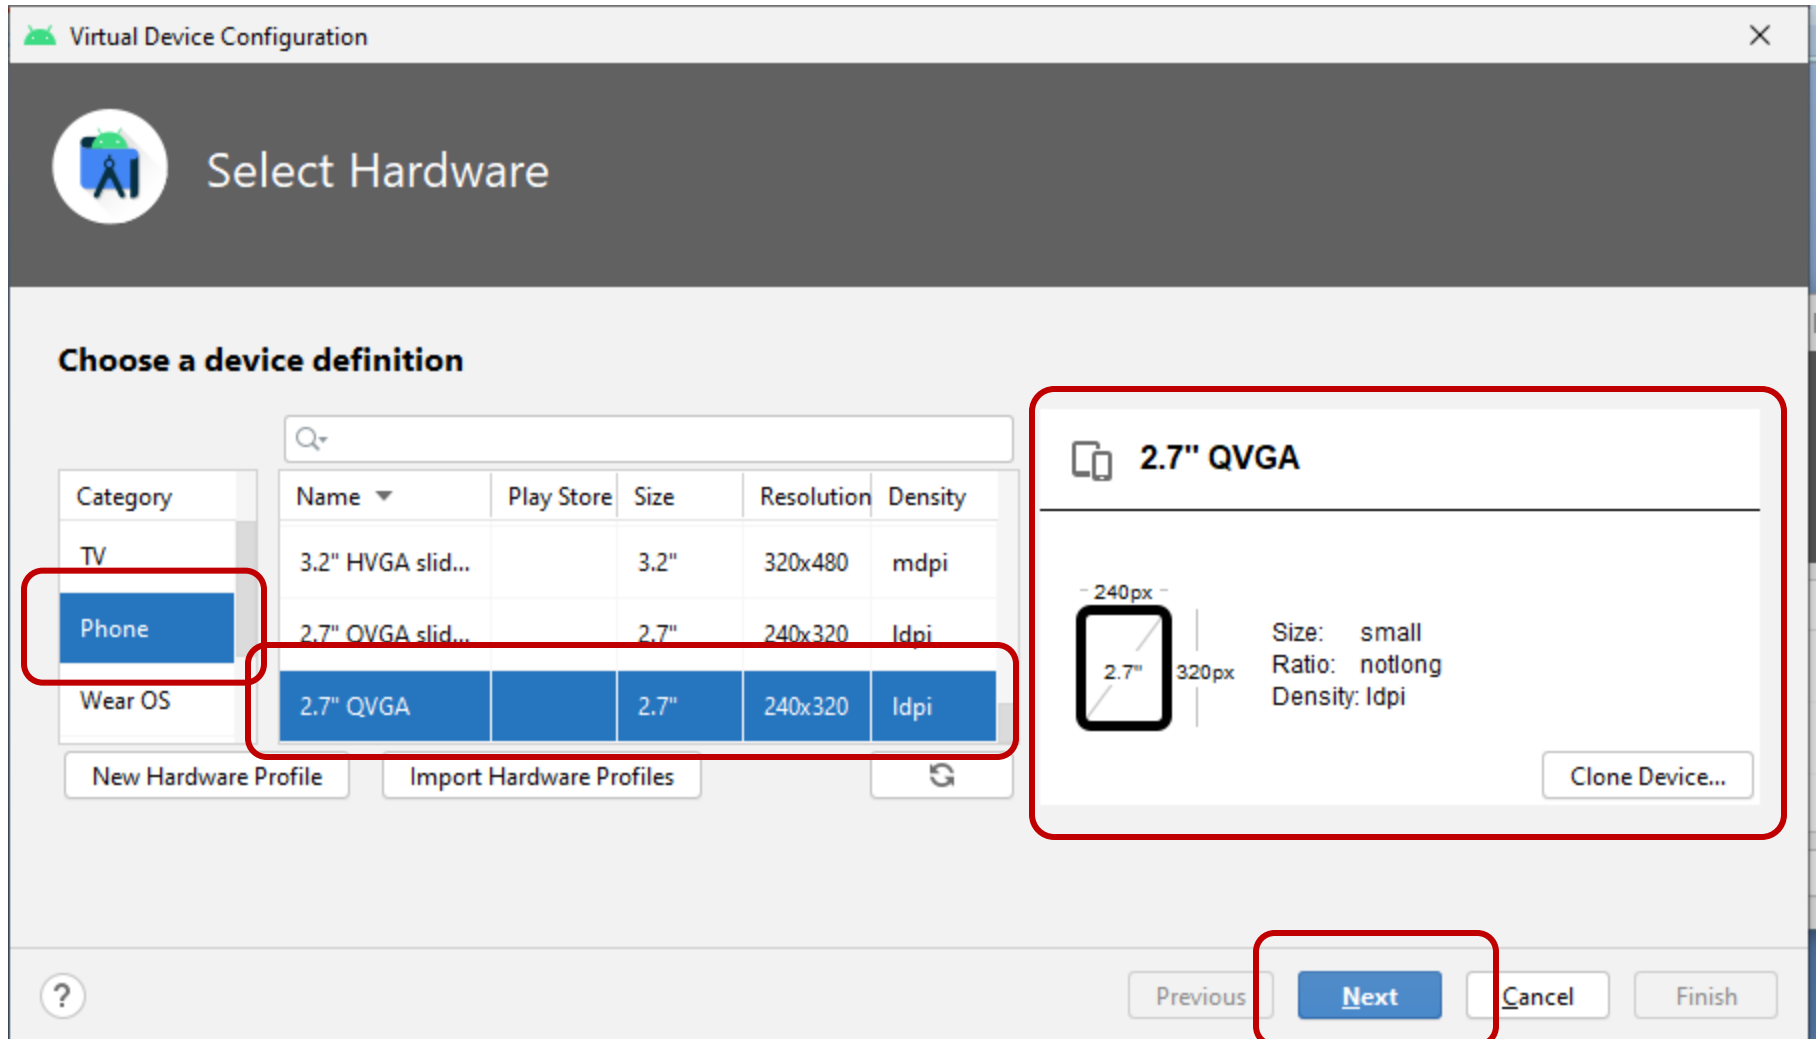 Virtual Device Configuration
Select Hardware
Choose a device definition
Category
TV
Phone
Wear OS
Name Play Store Size Resolution Density
3.2" HVGA slid... 3.2" 320x480 mdpi
2.7" QVGA slid... 2.7" 240x320 ldpi
2.7" QVGA 2.7" 240x320 ldpi
New Hardware Profile Import Hardware Profiles
2.7" QVGA
240px
2.7"
320px
Size: small
Ratio: notlong
Density: ldpi
Clone Device...
? Previous Next Cancel Finish